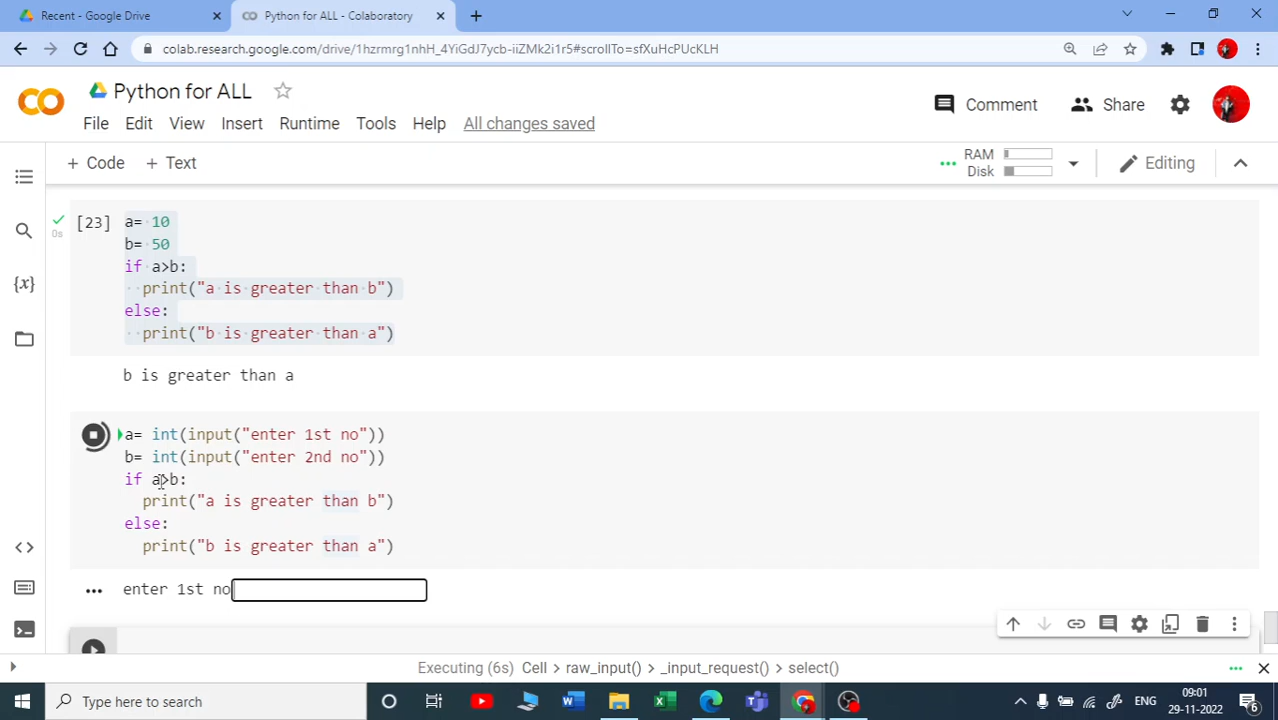 Recent - Google Drive
Python for ALL - Colaboratory
colab.research.google.com/drive/1hzrmrg1nhH_4YiGdJ7ycb-iiZMk2i1r5#scrollTo=sfXuHcPUcKLH
Python for ALL
Comment
Share
File Edit View Insert Runtime Tools Help All changes saved
+ Code + Text
RAM
Disk
Editing
[23]
0s
a= 10
b= 50
if a>b:
print("a is greater than b")
else:
print("b is greater than a")
b is greater than a
a= int(input("enter 1st no"))
b= int(input("enter 2nd no"))
if a>b:
print("a is greater than b")
else:
print("b is greater than a")
enter 1st no
Executing (6s) Cell > raw_input() > _input_request() > select()
Type here to search
ENG
09:01
29-11-2022
6